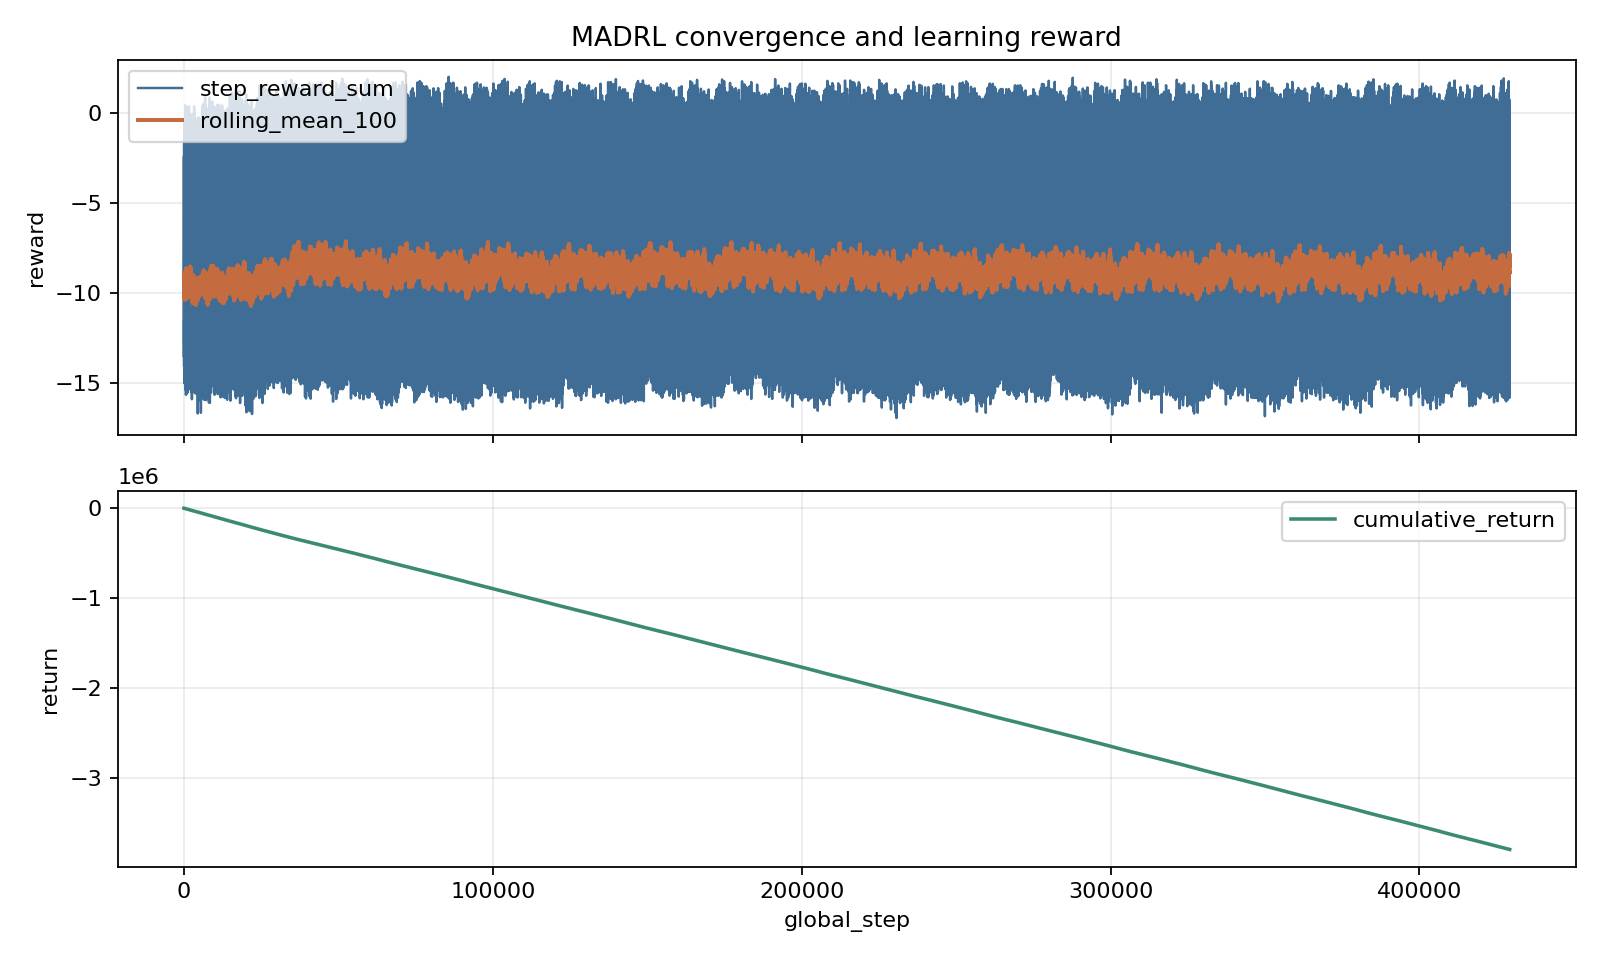 MADRL convergence and learning reward
step_reward_sum
rolling_mean_100
0
−5
−10
−15
reward
1e6
0
−1
−2
−3
return
cumulative_return
0
100000
200000
300000
400000
global_step